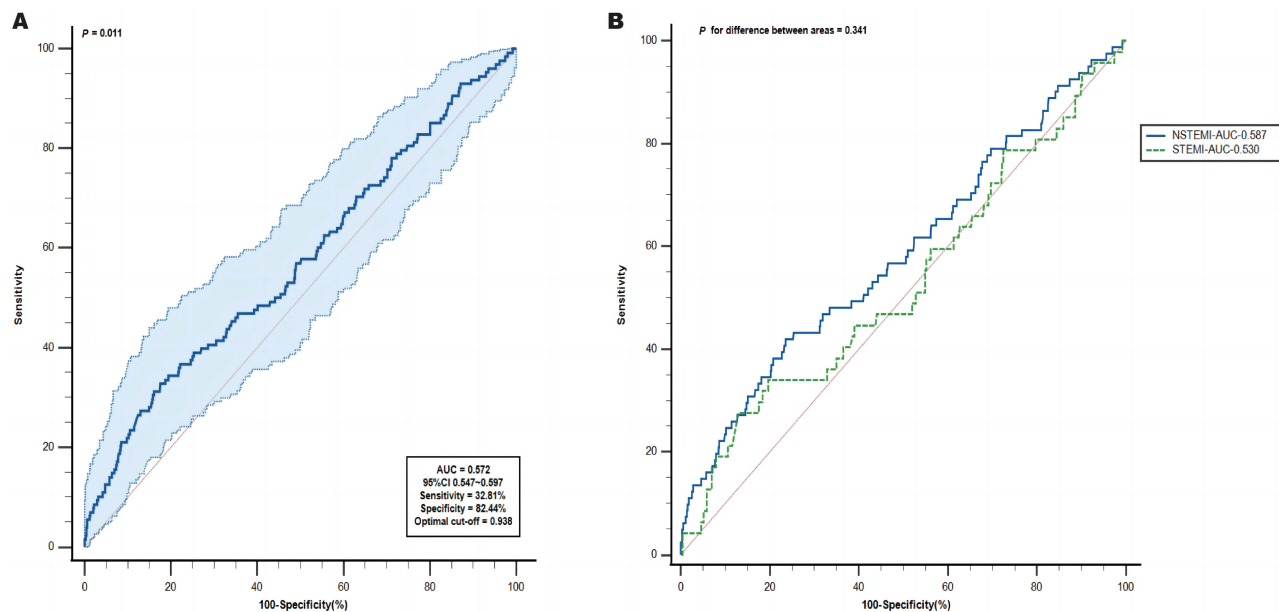 A
P = 0.011
100
80
60
40
20
0
Sensitivity
0
20
40
60
80
100
100-Specificity(%)
AUC = 0.572
95%CI 0.547~0.597
Sensitivity = 32.81%
Specificity = 82.44%
Optimal cut-off = 0.938
B
P for difference between areas = 0.341
100
80
60
40
20
0
Sensitivity
0
20
40
60
80
100
100-Specificity(%)
NSTEMI-AUC-0.587
STEMI-AUC-0.530